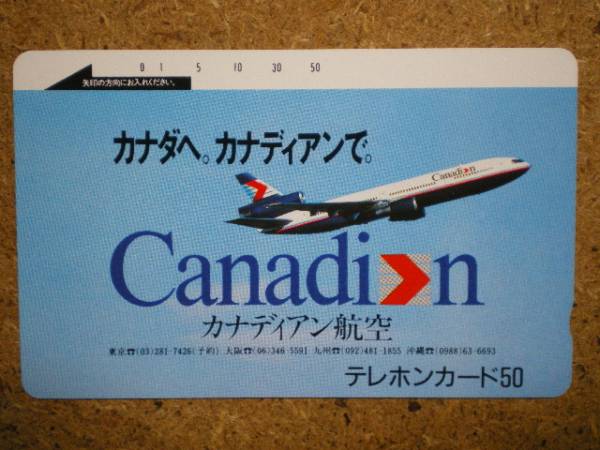 0 1 5 10 30 50
矢印の方向にお入れください。
カナダへ。カナディアンで。
Canadi>n
Canadi>n
カナディアン航空
東京☎(03)281-7426(予約) 大阪☎(06)346-5591 九州☎(092)481-1855 沖縄☎(0988)63-6693
テレホンカード50